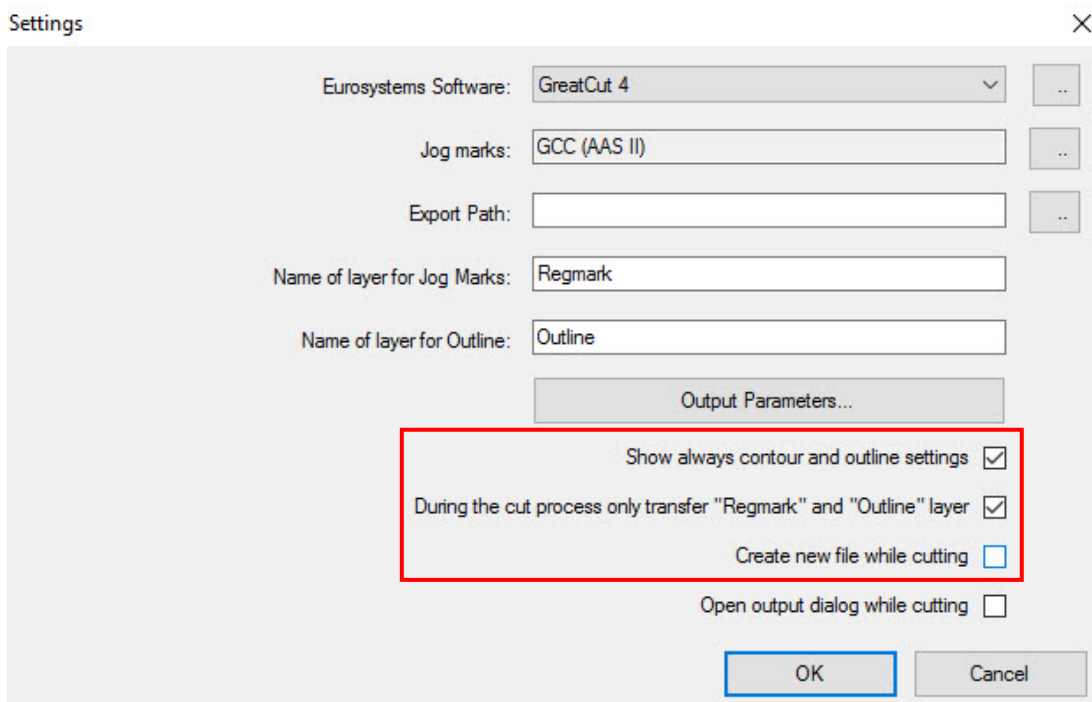 Settings
Eurosystems Software: GreatCut 4 ..
Jog marks: GCC (AAS II) ..
Export Path: ..
Name of layer for Jog Marks: Regmark
Name of layer for Outline: Outline
Output Parameters...
Show always contour and outline settings
During the cut process only transfer "Regmark" and "Outline" layer
Create new file while cutting
Open output dialog while cutting
OK Cancel